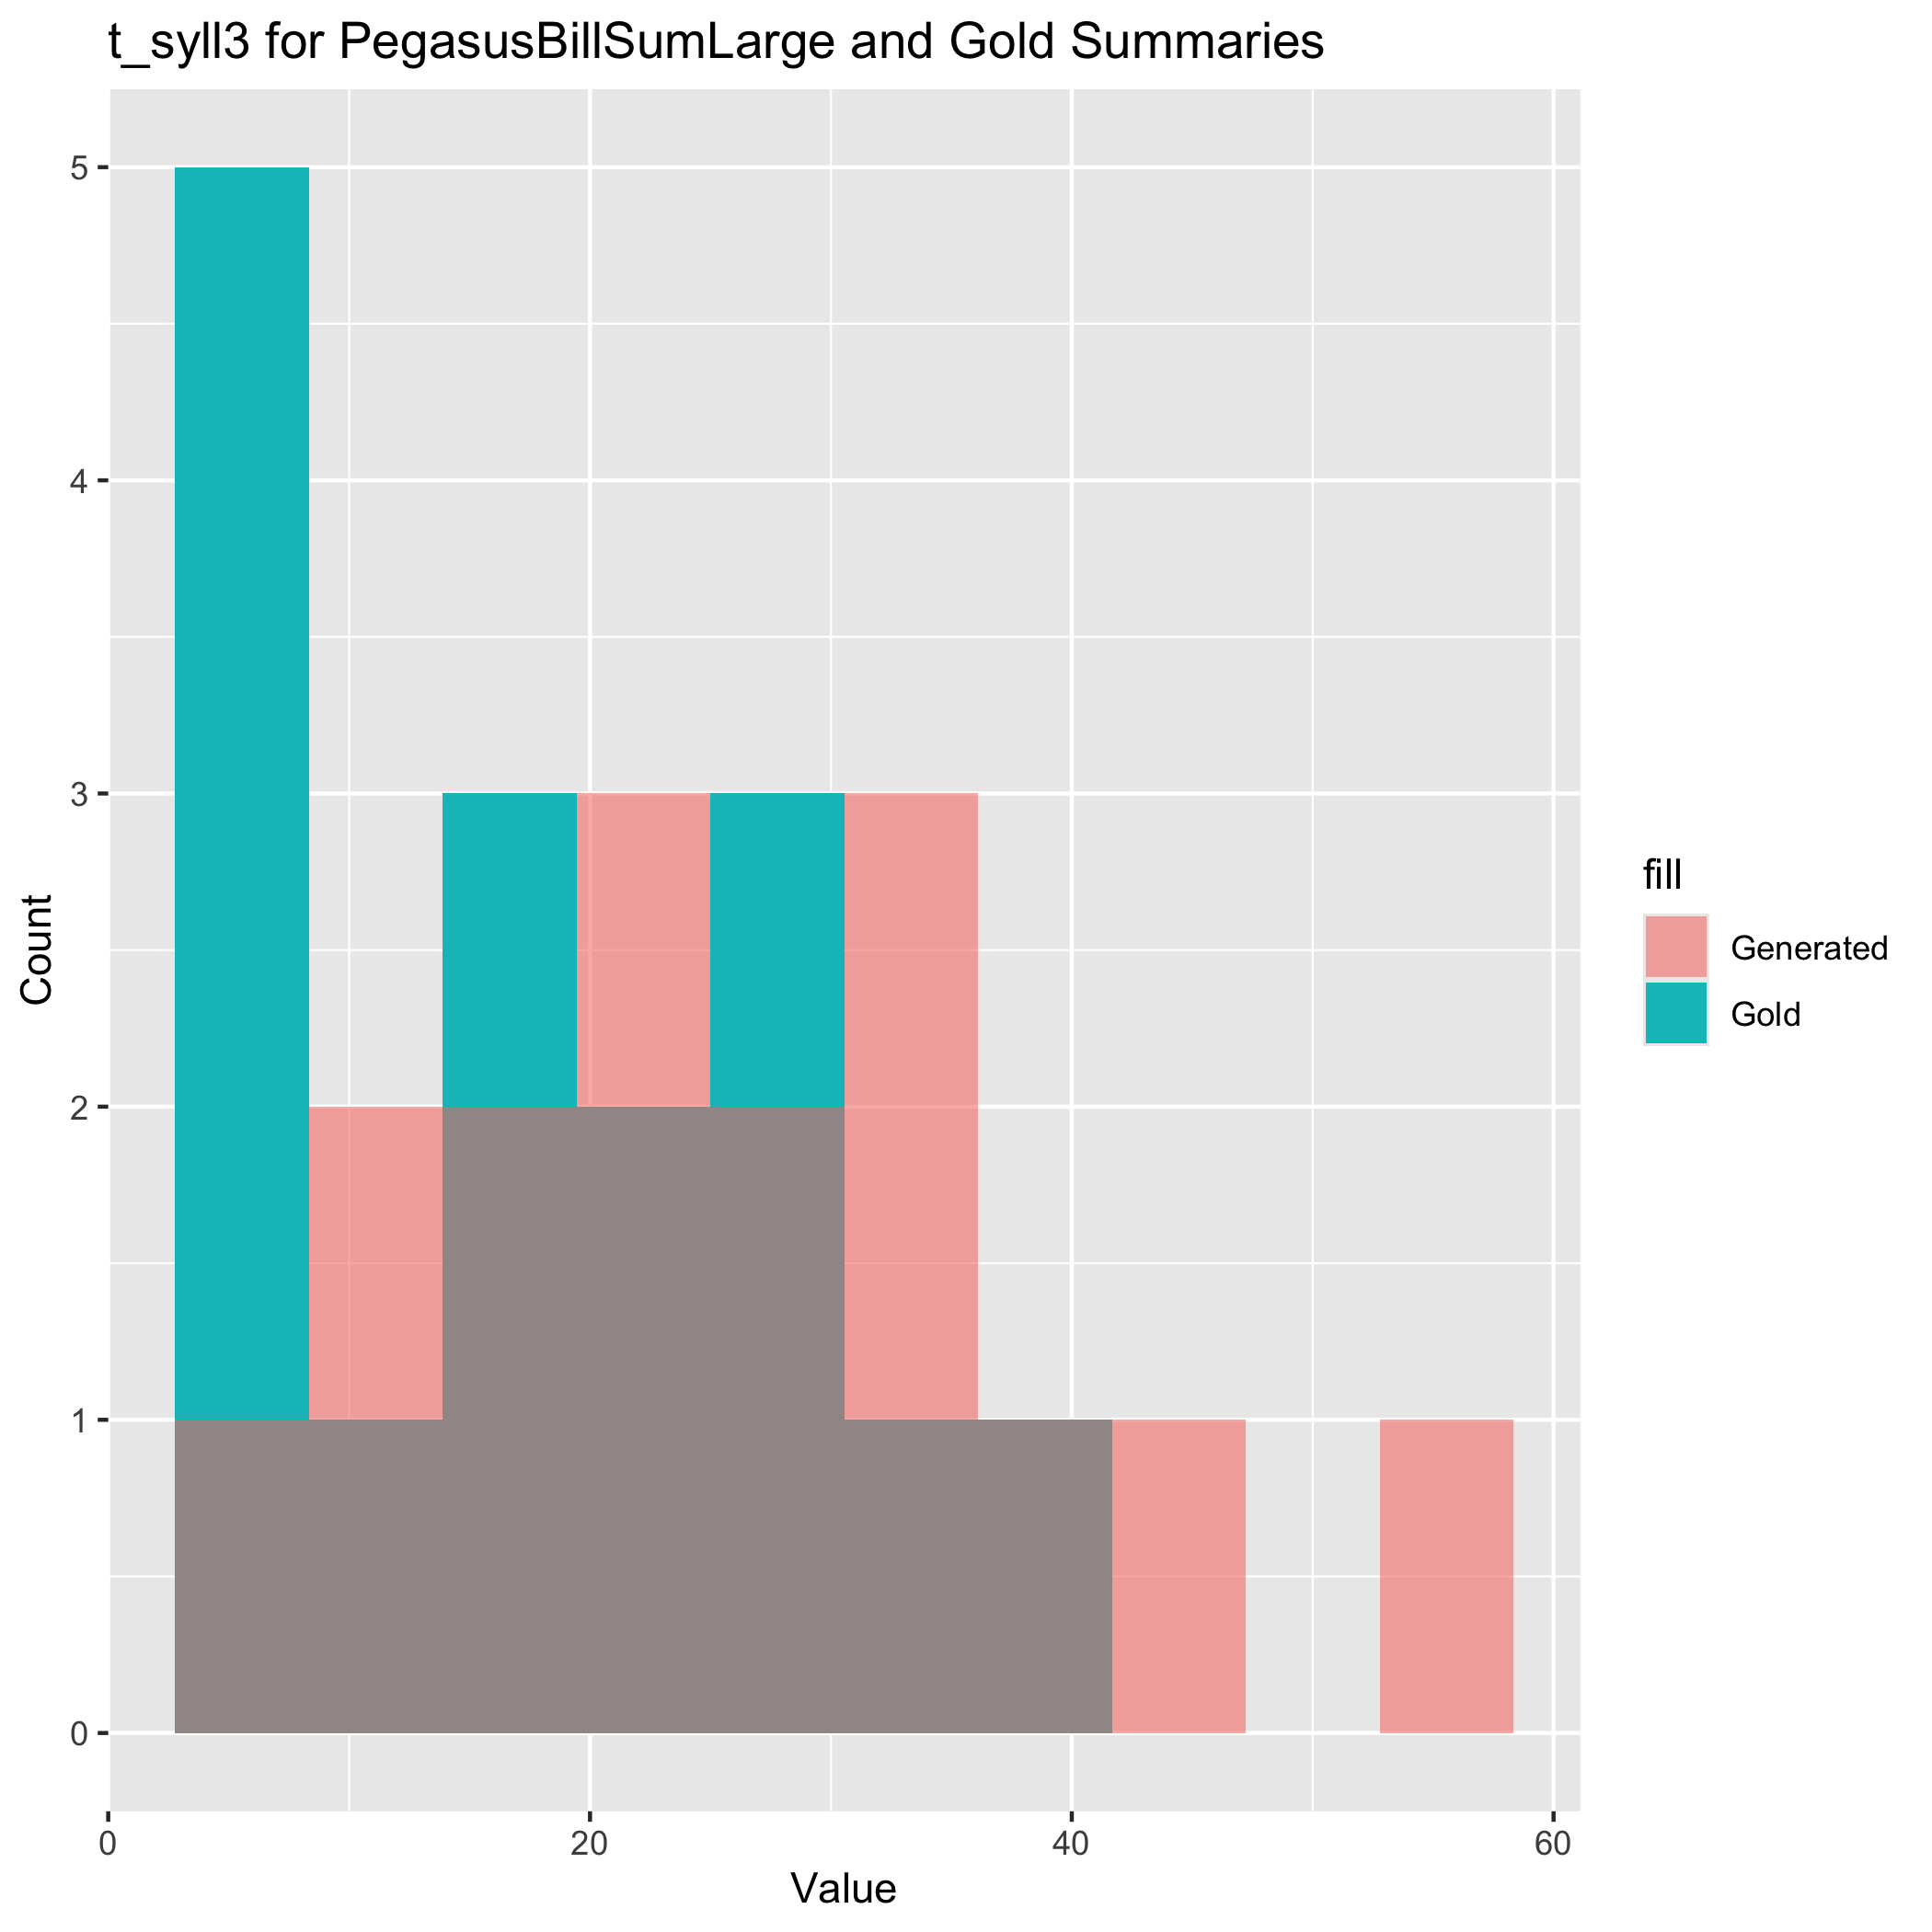 t_syll3 for PegasusBillSumLarge and Gold Summaries
5
4
3
2
1
0
Count
0 20 40 60
Value
fill
Generated
Gold